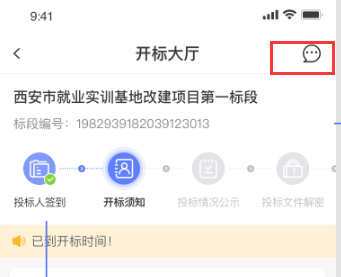 9:41
开标大厅
西安市就业实训基地改建项目第一标段
标段编号：1982939182039123013
投标人签到 开标须知 投标情况公示 投标文件解密
已到开标时间！